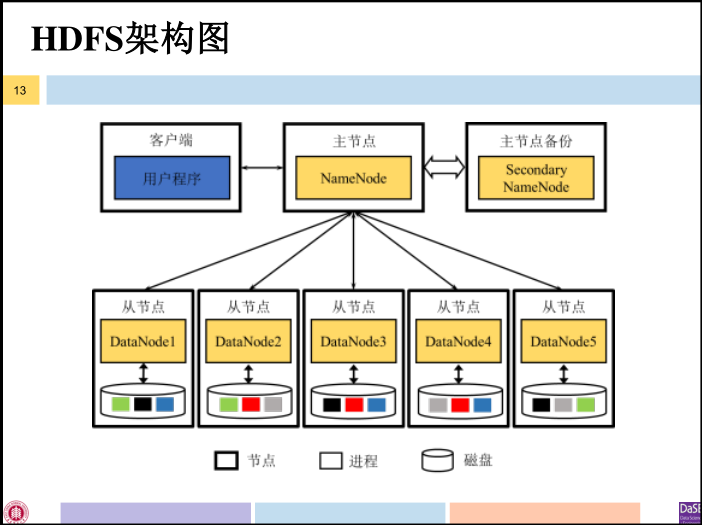 HDFS架构图
13
客户端
用户程序
主节点
NameNode
主节点备份
Secondary
NameNode
从节点
DataNode1
从节点
DataNode2
从节点
DataNode3
从节点
DataNode4
从节点
DataNode5
节点
进程
磁盘